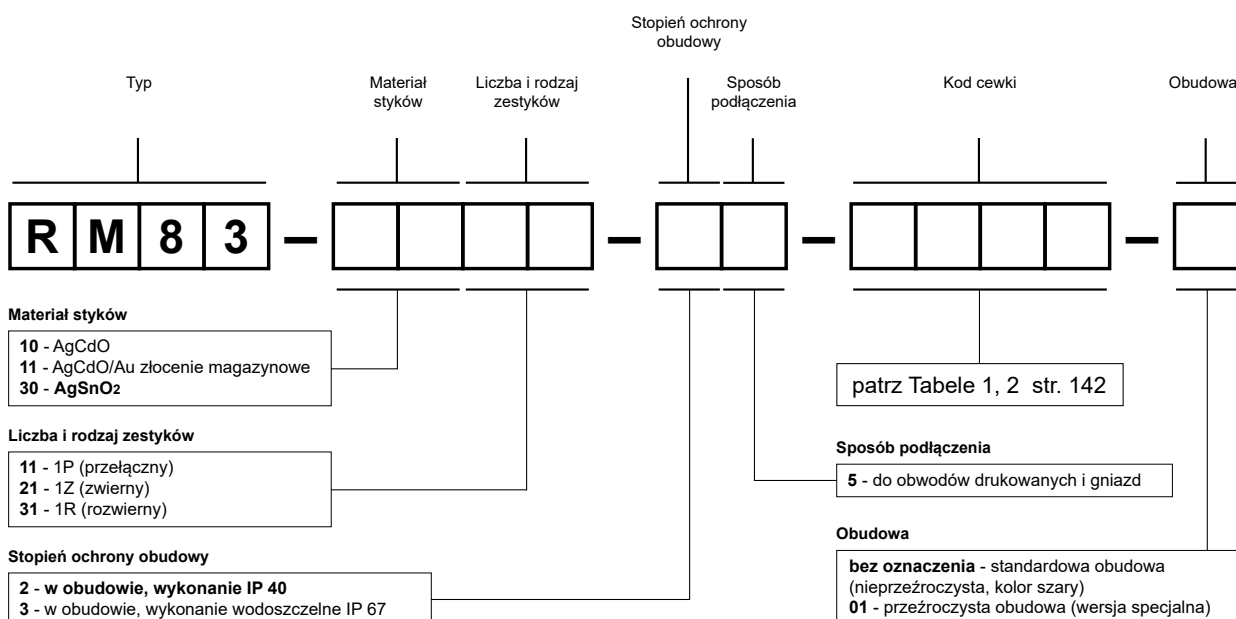 Stopień ochrony
obudowy
Typ
Materiał
styków
Liczba i rodzaj
zestyków
Sposób
podłączenia
Kod cewki
Obudowa
R M 8 3 – – – –
Materiał styków
10 - AgCdO
11 - AgCdO/Au złocenie magazynowe
30 - AgSnO2
patrz Tabele 1, 2 str. 142
Liczba i rodzaj zestyków
11 - 1P (przełączny)
21 - 1Z (zwierny)
31 - 1R (rozwierny)
Sposób podłączenia
5 - do obwodów drukowanych i gniazd
Stopień ochrony obudowy
2 - w obudowie, wykonanie IP 40
3 - w obudowie, wykonanie wodoszczelne IP 67
Obudowa
bez oznaczenia - standardowa obudowa
(nieprzeźroczysta, kolor szary)
01 - przeźroczysta obudowa (wersja specjalna)